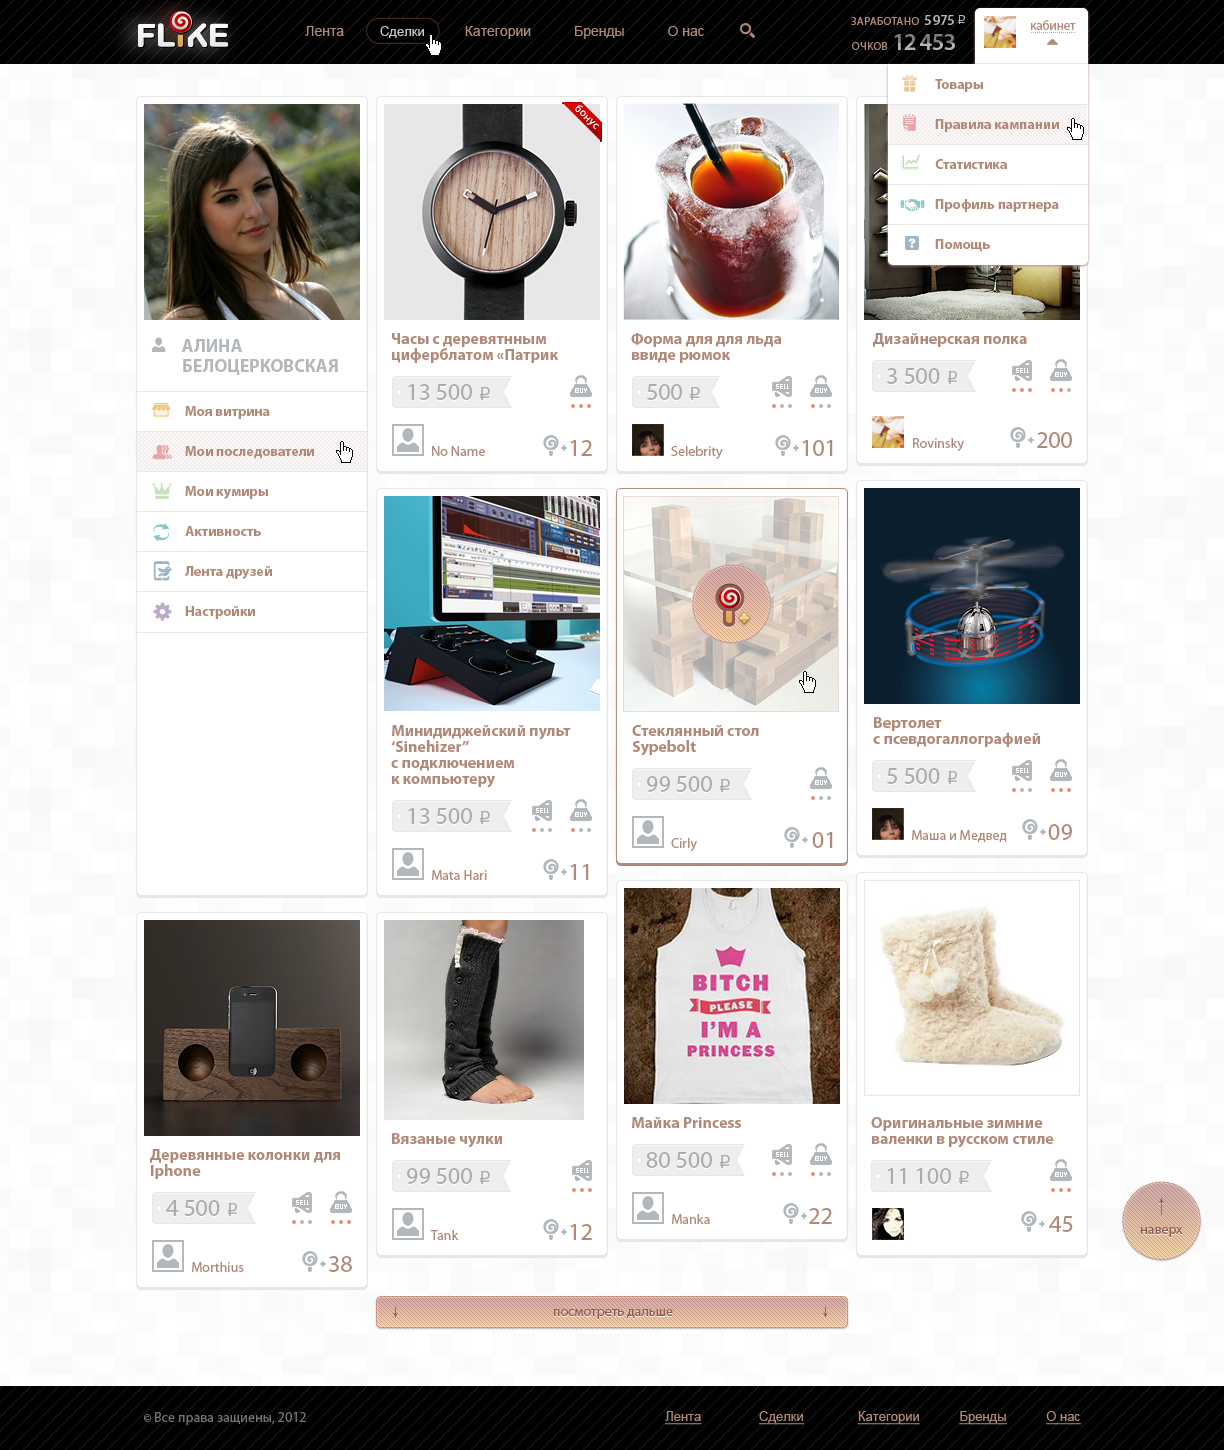 FLiKE
Лента
Сделки
Категории
Бренды
О нас
ЗАРАБОТАНО 5975 ₽
ОЧКОВ 12 453
кабинет
Товары
Правила кампании
Статистика
Профиль партнера
Помощь
АЛИНА
БЕЛОЦЕРКОВСКАЯ
Моя витрина
Мои последователи
Мои кумиры
Активность
Лента друзей
Настройки
бонус
Часы с деревятнным
циферблатом «Патрик
13 500 ₽
BUY
No Name
+12
Форма для для льда
ввиде рюмок
500 ₽
SELL
BUY
Selebrity
+101
Дизайнерская полка
3 500 ₽
SELL
BUY
Rovinsky
+200
Минидиджейский пульт
‘Sinehizer”
с подключением
к компьютеру
13 500 ₽
SELL
BUY
Mata Hari
+11
Стеклянный стол
Sypebolt
99 500 ₽
BUY
Cirly
+01
Вертолет
с псевдогаллографией
5 500 ₽
SELL
BUY
Маша и Медвед
+09
Деревянные колонки для
Iphone
4 500 ₽
SELL
BUY
Morthius
+38
Вязаные чулки
99 500 ₽
SELL
Tank
+12
BITCH
PLEASE
I'M A
PRINCESS
Майка Princess
80 500 ₽
SELL
BUY
Manka
+22
Оригинальные зимние
валенки в русском стиле
11 100 ₽
BUY
+45
↑
наверх
↓ посмотреть дальше ↓
© Все права защиены, 2012
Лента
Сделки
Категории
Бренды
О нас